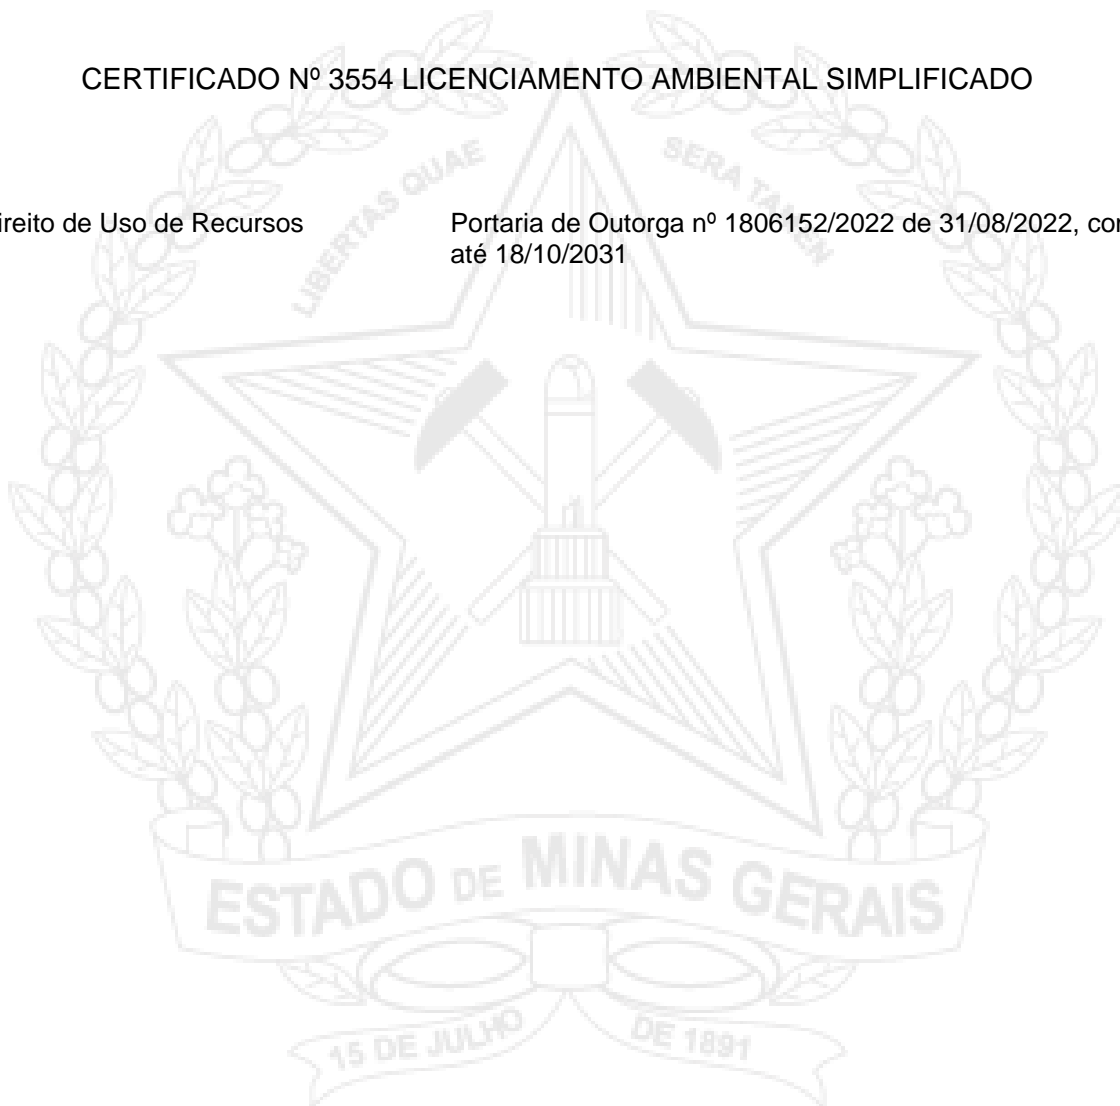 CERTIFICADO Nº 3554 LICENCIAMENTO AMBIENTAL SIMPLIFICADO
ireito de Uso de Recursos
Portaria de Outorga nº 1806152/2022 de 31/08/2022, co
até 18/10/2031
LIBERTAS QUAE SERA TAMEN
ESTADO DE MINAS GERAIS
15 DE JULHO DE 1891